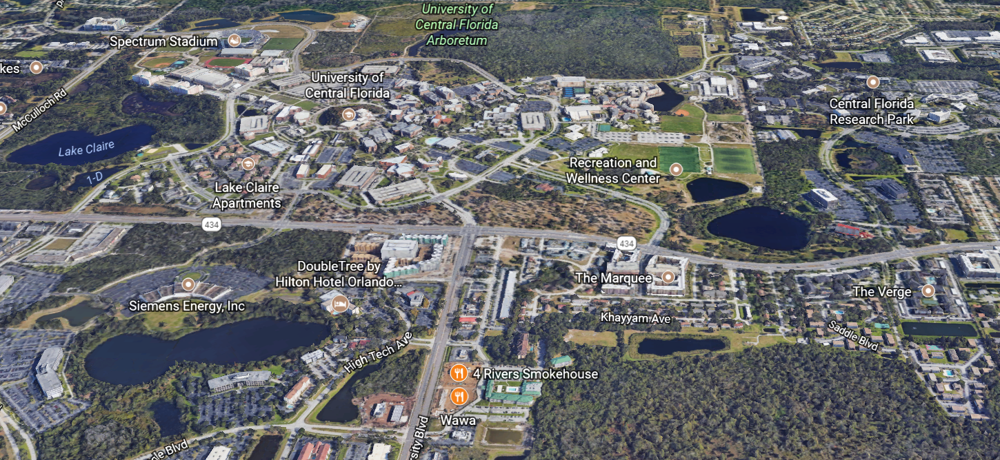 University of
Central Florida
Arboretum
Spectrum Stadium
kes
University of
Central Florida
McCulloch Rd
Central Florida
Research Park
Lake Claire
1-D
Recreation and
Wellness Center
Lake Claire
Apartments
434
434
DoubleTree by
Hilton Hotel Orlando...
The Marquee
The Verge
Siemens Energy, Inc
Khayyam Ave
Saddle Blvd
High Tech Ave
4 Rivers Smokehouse
Wawa
sity Blvd
le Blvd